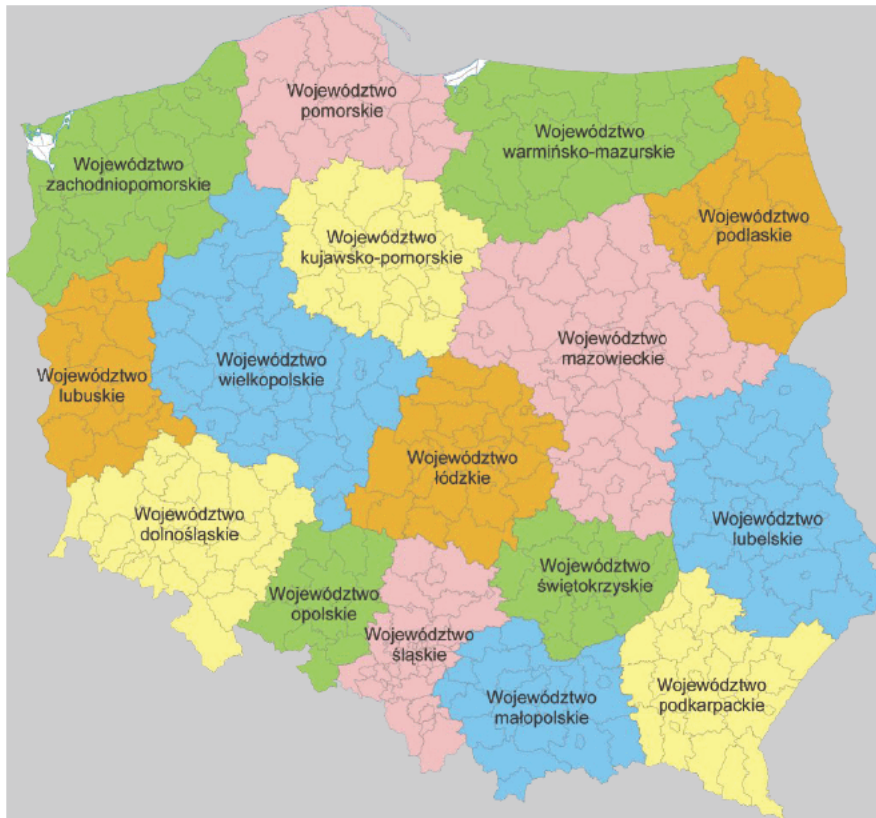 Województwo
pomorskie
Województwo
warmińsko-mazurskie
Województwo
zachodniopomorskie
Województwo
podlaskie
Województwo
kujawsko-pomorskie
Województwo
mazowieckie
Województwo
wielkopolskie
Województwo
lubuskie
Województwo
łódzkie
Województwo
dolnośląskie
Województwo
lubelskie
Województwo
świętokrzyskie
Województwo
opolskie
Województwo
śląskie
Województwo
podkarpackie
Województwo
małopolskie